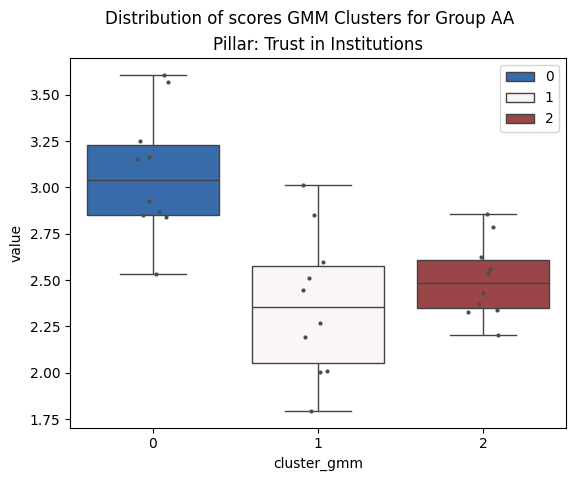 Distribution of scores GMM Clusters for Group AA
Pillar: Trust in Institutions
0
1
2
3.50
3.25
3.00
2.75
2.50
2.25
2.00
1.75
value
0 1 2
cluster_gmm